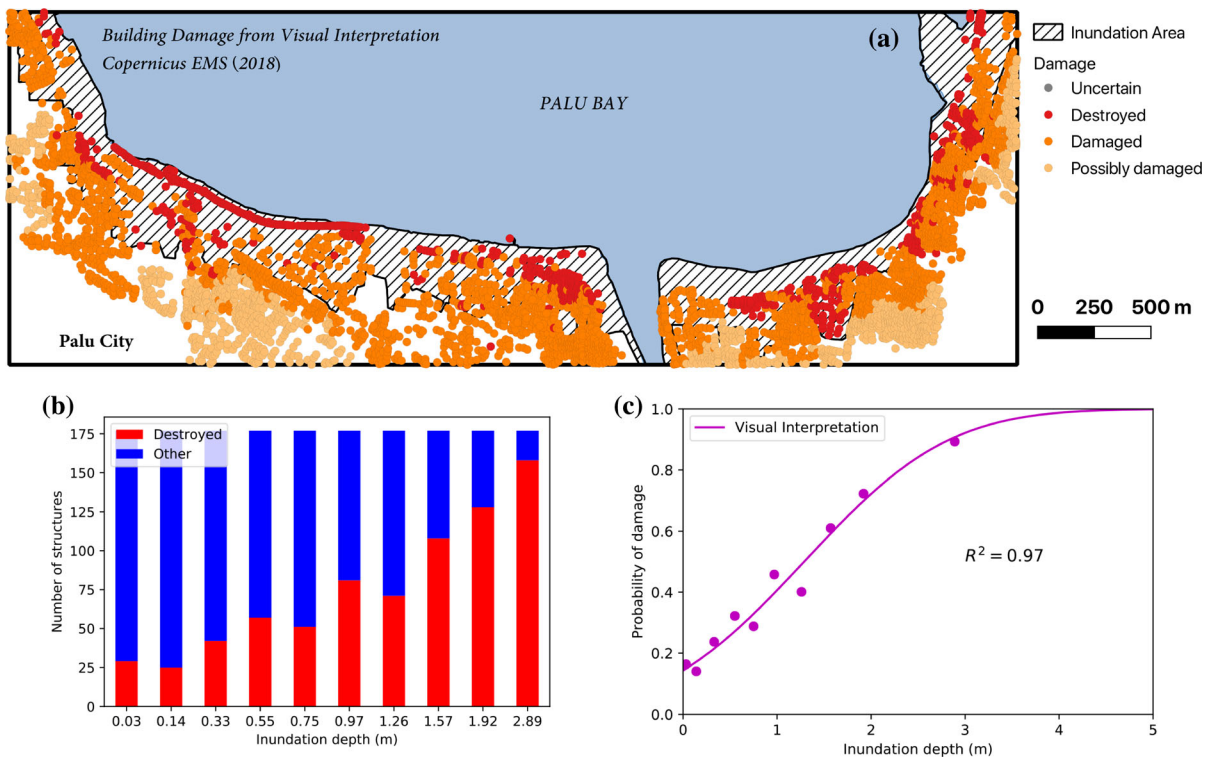 Building Damage from Visual Interpretation
Copernicus EMS (2018)
(a)
PALU BAY
Palu City
Inundation Area
Damage
Uncertain
Destroyed
Damaged
Possibly damaged
0 250 500 m
(b)
Destroyed
Other
Number of structures
175
150
125
100
75
50
25
0
0.03 0.14 0.33 0.55 0.75 0.97 1.26 1.57 1.92 2.89
Inundation depth (m)
(c)
Visual Interpretation
Probability of damage
1.0
0.8
0.6
0.4
0.2
0.0
R² = 0.97
0 1 2 3 4 5
Inundation depth (m)